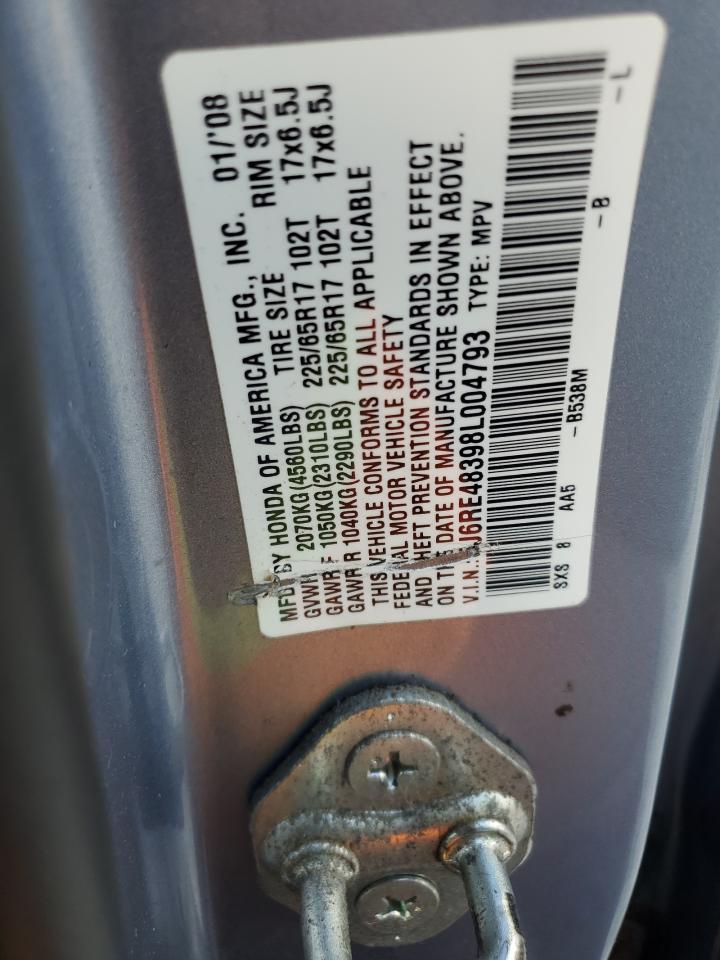 MFD BY HONDA OF AMERICA MFG., INC. 01/'08
GVWR 2070KG(4560LBS) TIRE SIZE RIM SIZE
GAWR F 1050KG(2310LBS) 225/65R17 102T 17x6.5J
GAWR R 1040KG(2290LBS) 225/65R17 102T 17x6.5J
THIS VEHICLE CONFORMS TO ALL APPLICABLE
FEDERAL MOTOR VEHICLE SAFETY
AND THEFT PREVENTION STANDARDS IN EFFECT
ON THE DATE OF MANUFACTURE SHOWN ABOVE.
V.I.N.: TYPE: MPV
SXS 8 AA5 -B538M -B -L